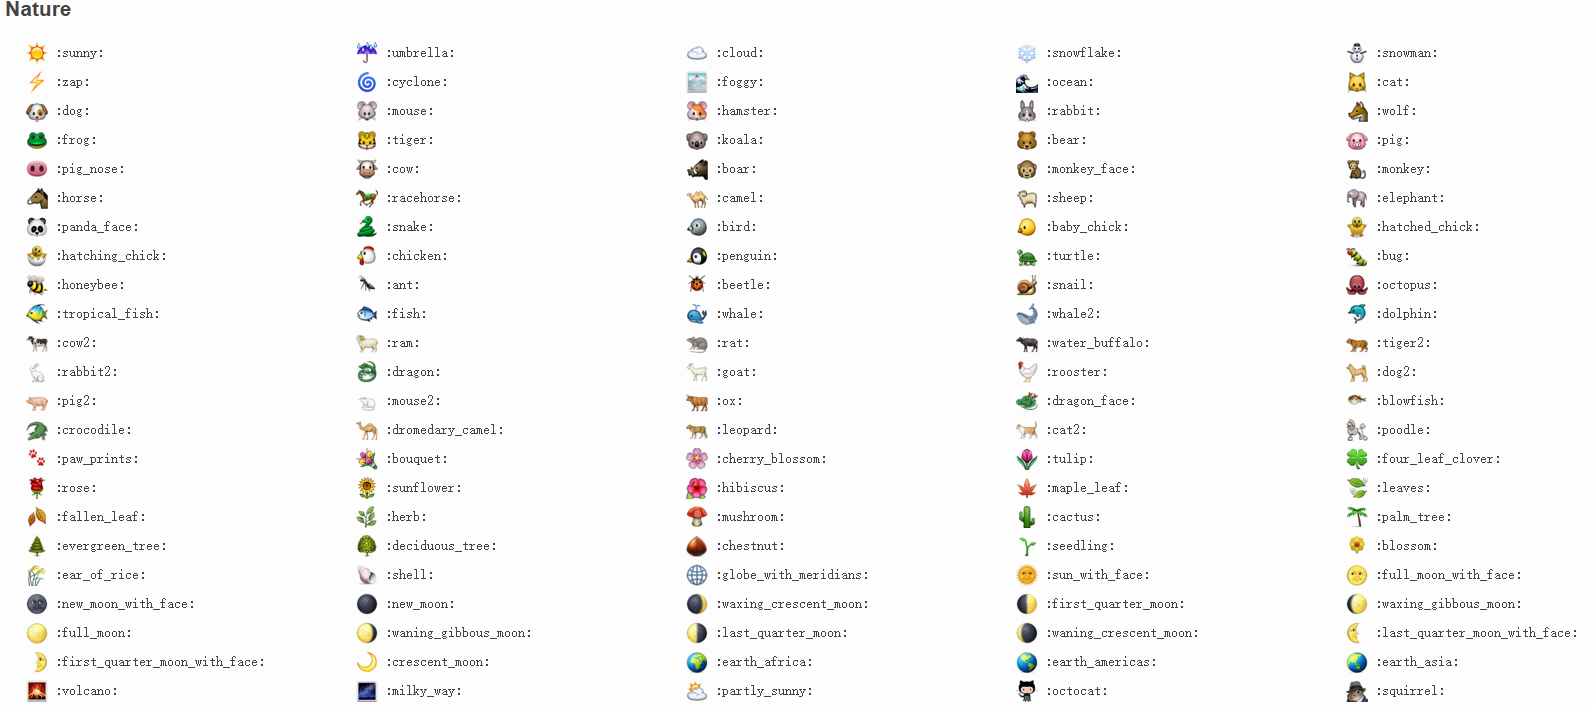 Nature
:sunny: :umbrella: :cloud: :snowflake: :snowman:
:zap: :cyclone: :foggy: :ocean: :cat:
:dog: :mouse: :hamster: :rabbit: :wolf:
:frog: :tiger: :koala: :bear: :pig:
:pig_nose: :cow: :boar: :monkey_face: :monkey:
:horse: :racehorse: :camel: :sheep: :elephant:
:panda_face: :snake: :bird: :baby_chick: :hatched_chick:
:hatching_chick: :chicken: :penguin: :turtle: :bug:
:honeybee: :ant: :beetle: :snail: :octopus:
:tropical_fish: :fish: :whale: :whale2: :dolphin:
:cow2: :ram: :rat: :water_buffalo: :tiger2:
:rabbit2: :dragon: :goat: :rooster: :dog2:
:pig2: :mouse2: :ox: :dragon_face: :blowfish:
:crocodile: :dromedary_camel: :leopard: :cat2: :poodle:
:paw_prints: :bouquet: :cherry_blossom: :tulip: :four_leaf_clover:
:rose: :sunflower: :hibiscus: :maple_leaf: :leaves:
:fallen_leaf: :herb: :mushroom: :cactus: :palm_tree:
:evergreen_tree: :deciduous_tree: :chestnut: :seedling: :blossom:
:ear_of_rice: :shell: :globe_with_meridians: :sun_with_face: :full_moon_with_face:
:new_moon_with_face: :new_moon: :waxing_crescent_moon: :first_quarter_moon: :waxing_gibbous_moon:
:full_moon: :waning_gibbous_moon: :last_quarter_moon: :waning_crescent_moon: :last_quarter_moon_with_face:
:first_quarter_moon_with_face: :crescent_moon: :earth_africa: :earth_americas: :earth_asia:
:volcano: :milky_way: :partly_sunny: :octocat: :squirrel: